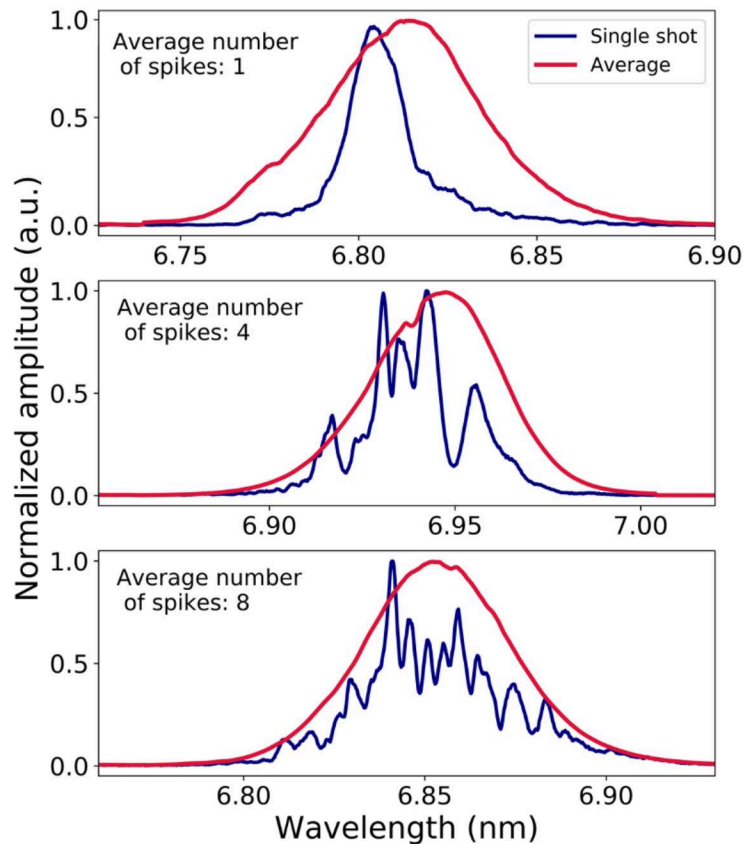 Normalized amplitude (a.u.)
1.0
0.5
0.0
Average number
of spikes: 1
Single shot
Average
6.75
6.80
6.85
6.90
1.0
0.5
0.0
Average number
of spikes: 4
6.90
6.95
7.00
1.0
0.5
0.0
Average number
of spikes: 8
6.80
6.85
6.90
Wavelength (nm)